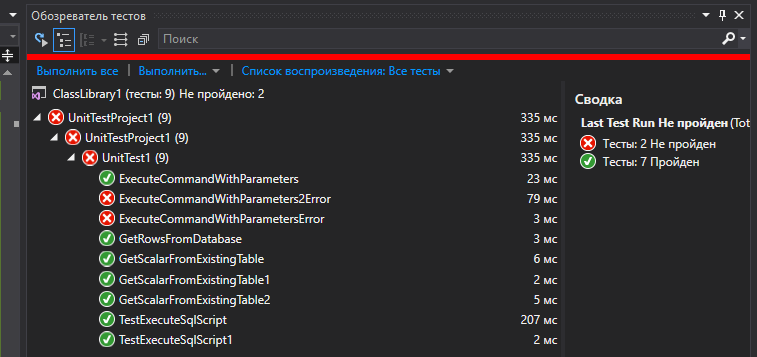 Обозреватель тестов
Поиск
Выполнить все | Выполнить... | Список воспроизведения: Все тесты
ClassLibrary1 (тесты: 9) Не пройдено: 2
UnitTestProject1 (9) 335 мс
UnitTestProject1 (9) 335 мс
UnitTest1 (9) 335 мс
ExecuteCommandWithParameters 23 мс
ExecuteCommandWithParameters2Error 79 мс
ExecuteCommandWithParametersError 3 мс
GetRowsFromDatabase 3 мс
GetScalarFromExistingTable 6 мс
GetScalarFromExistingTable1 2 мс
GetScalarFromExistingTable2 5 мс
TestExecuteSqlScript 207 мс
TestExecuteSqlScript1 2 мс
Сводка
Last Test Run Не пройден (Tot
Тесты: 2 Не пройден
Тесты: 7 Пройден